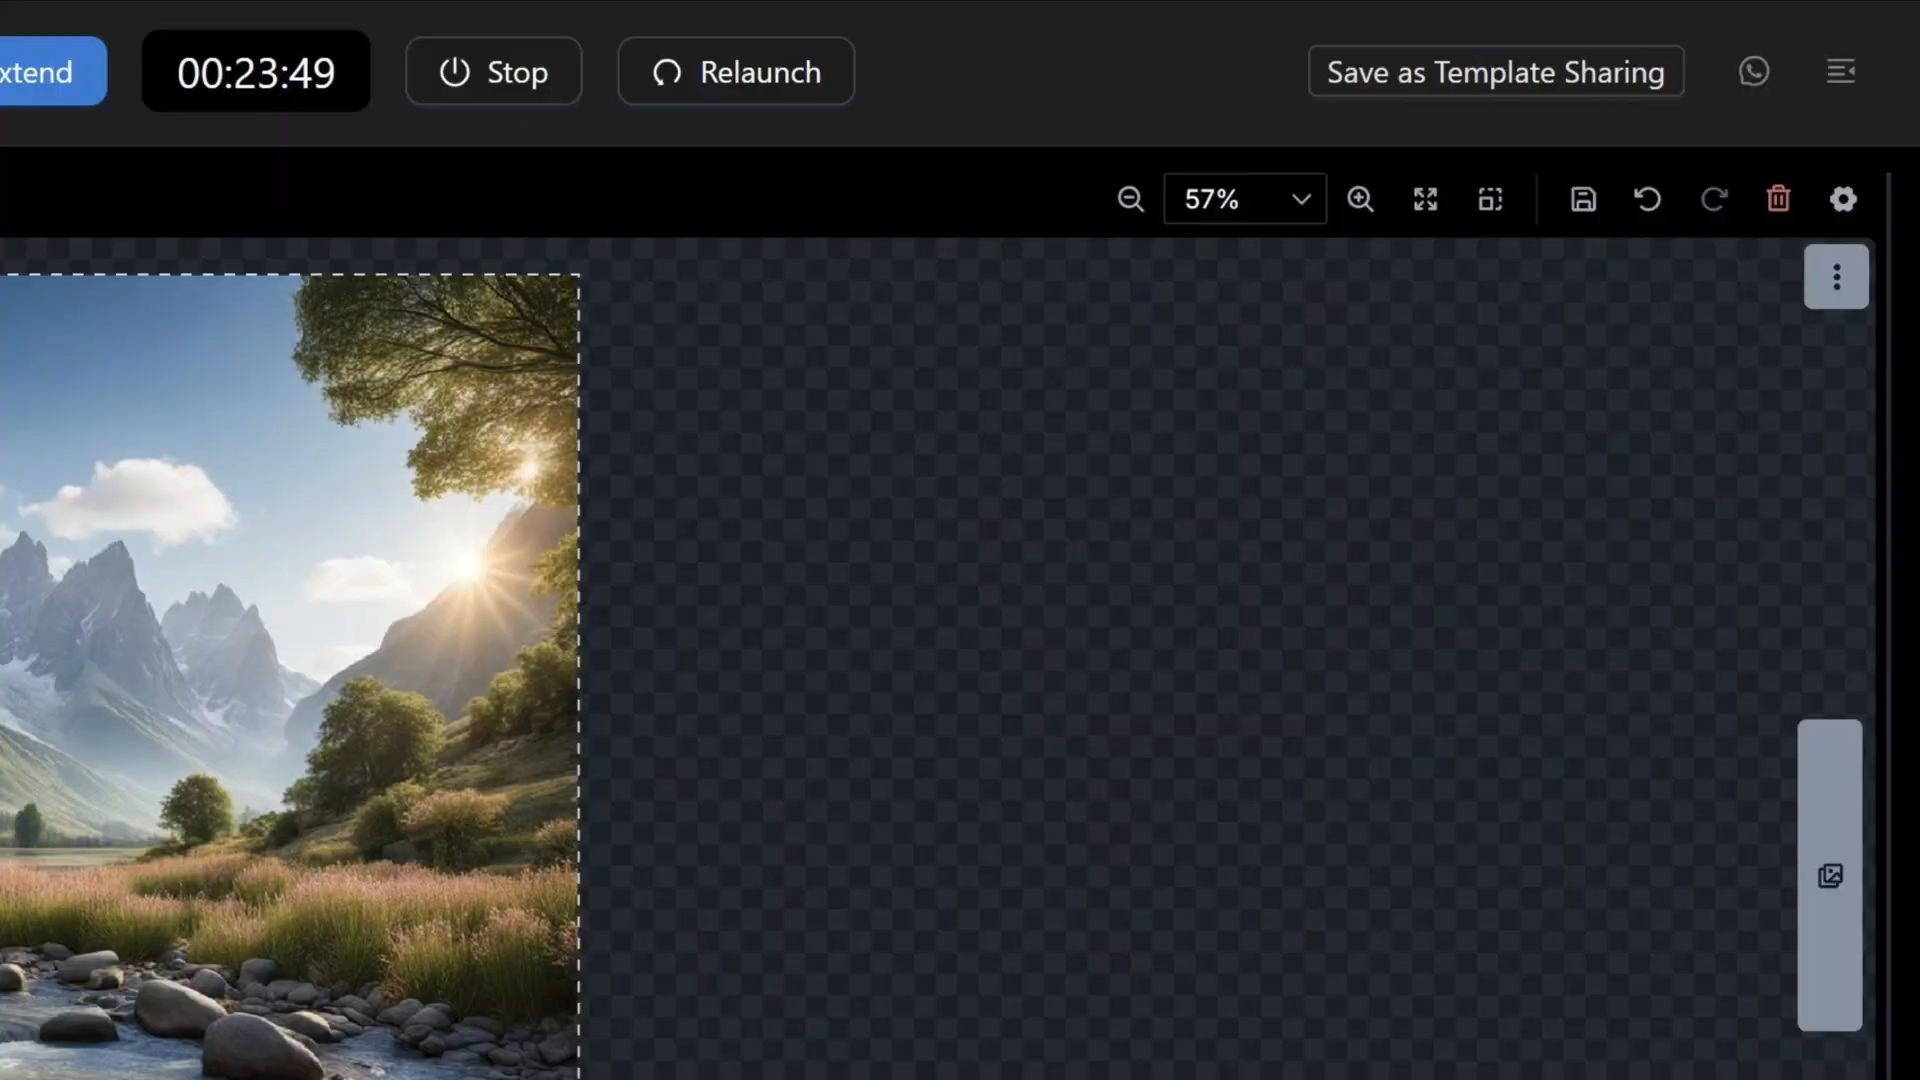 xtend
00:23:49
Stop
Relaunch
Save as Template Sharing
57%